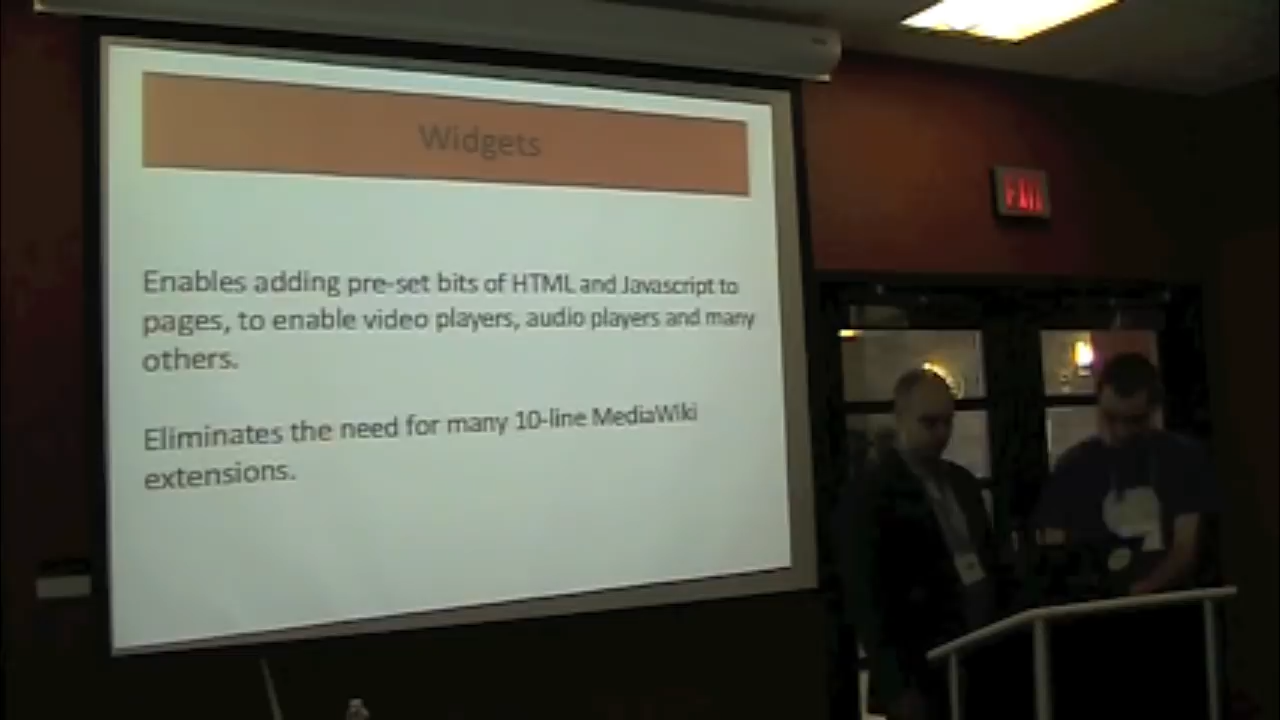 Widgets
Enables adding pre-set bits of HTML and Javascript to
pages, to enable video players, audio players and many
others.
Eliminates the need for many 10-line MediaWiki
extensions.
EXIT